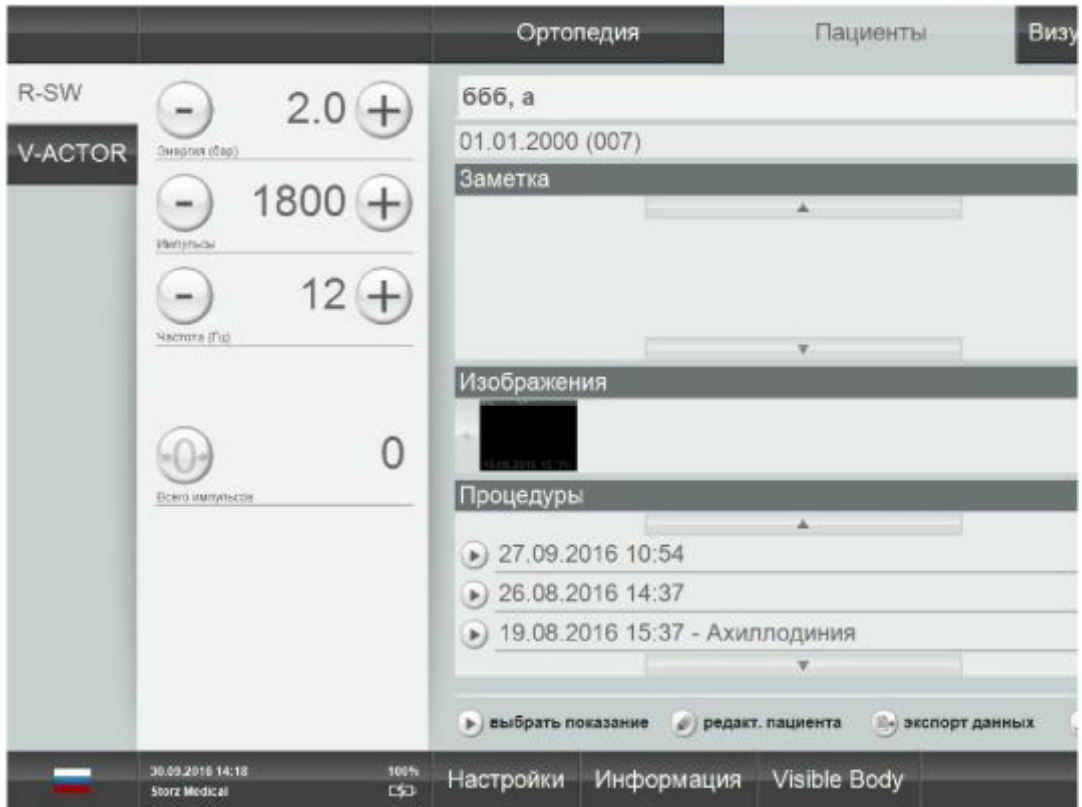 Ортопедия
Пациенты
Визу
R-SW
V-ACTOR
- 2.0 +
Энергия (бар)
- 1800 +
Импульсы
- 12 +
Частота (Гц)
-0- 0
Всего импульсов
ббб, а
01.01.2000 (007)
Заметка
Изображения
Процедуры
27.09.2016 10:54
26.08.2016 14:37
19.08.2016 15:37 - Ахиллодиния
выбрать показание
редакт. пациента
экспорт данных
30.09.2016 14:18
100%
Storz Medical
Настройки
Информация
Visible Body